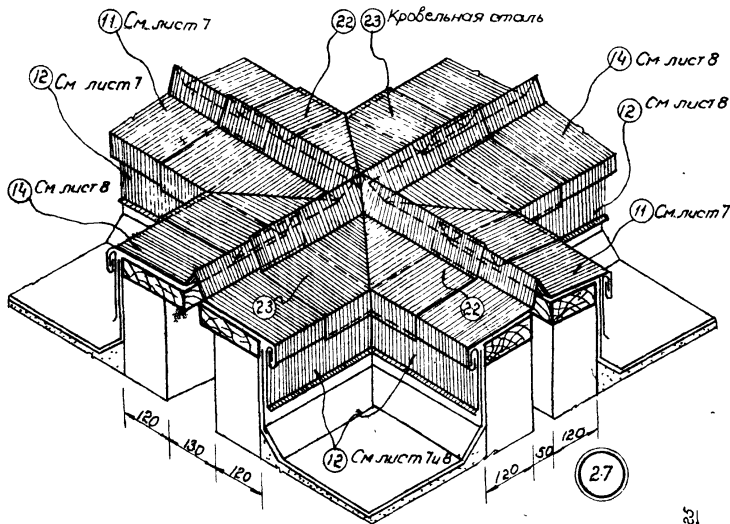 11 См. лист 7
22
23 Кровельная сталь
12 См лист 7
14 См лист 8
12 См лист 8
14 См лист 8
11 См. лист 7
23
22
120
130
120
12 См лист 7 и 8
120
50
120
2-7